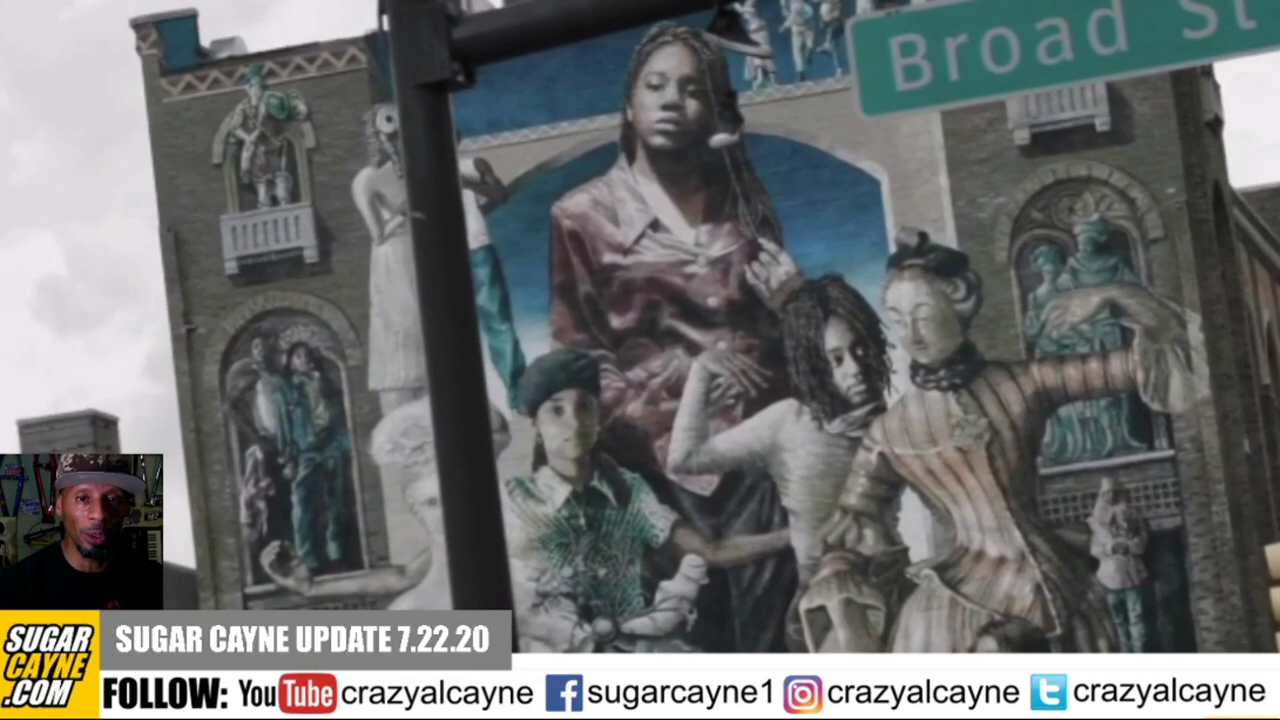 Broad St
SUGAR CAYNE UPDATE 7.22.20
SUGAR
CAYNE
.COM
FOLLOW: YouTube crazyalcayne sugarcayne1 crazyalcayne crazyalcayne